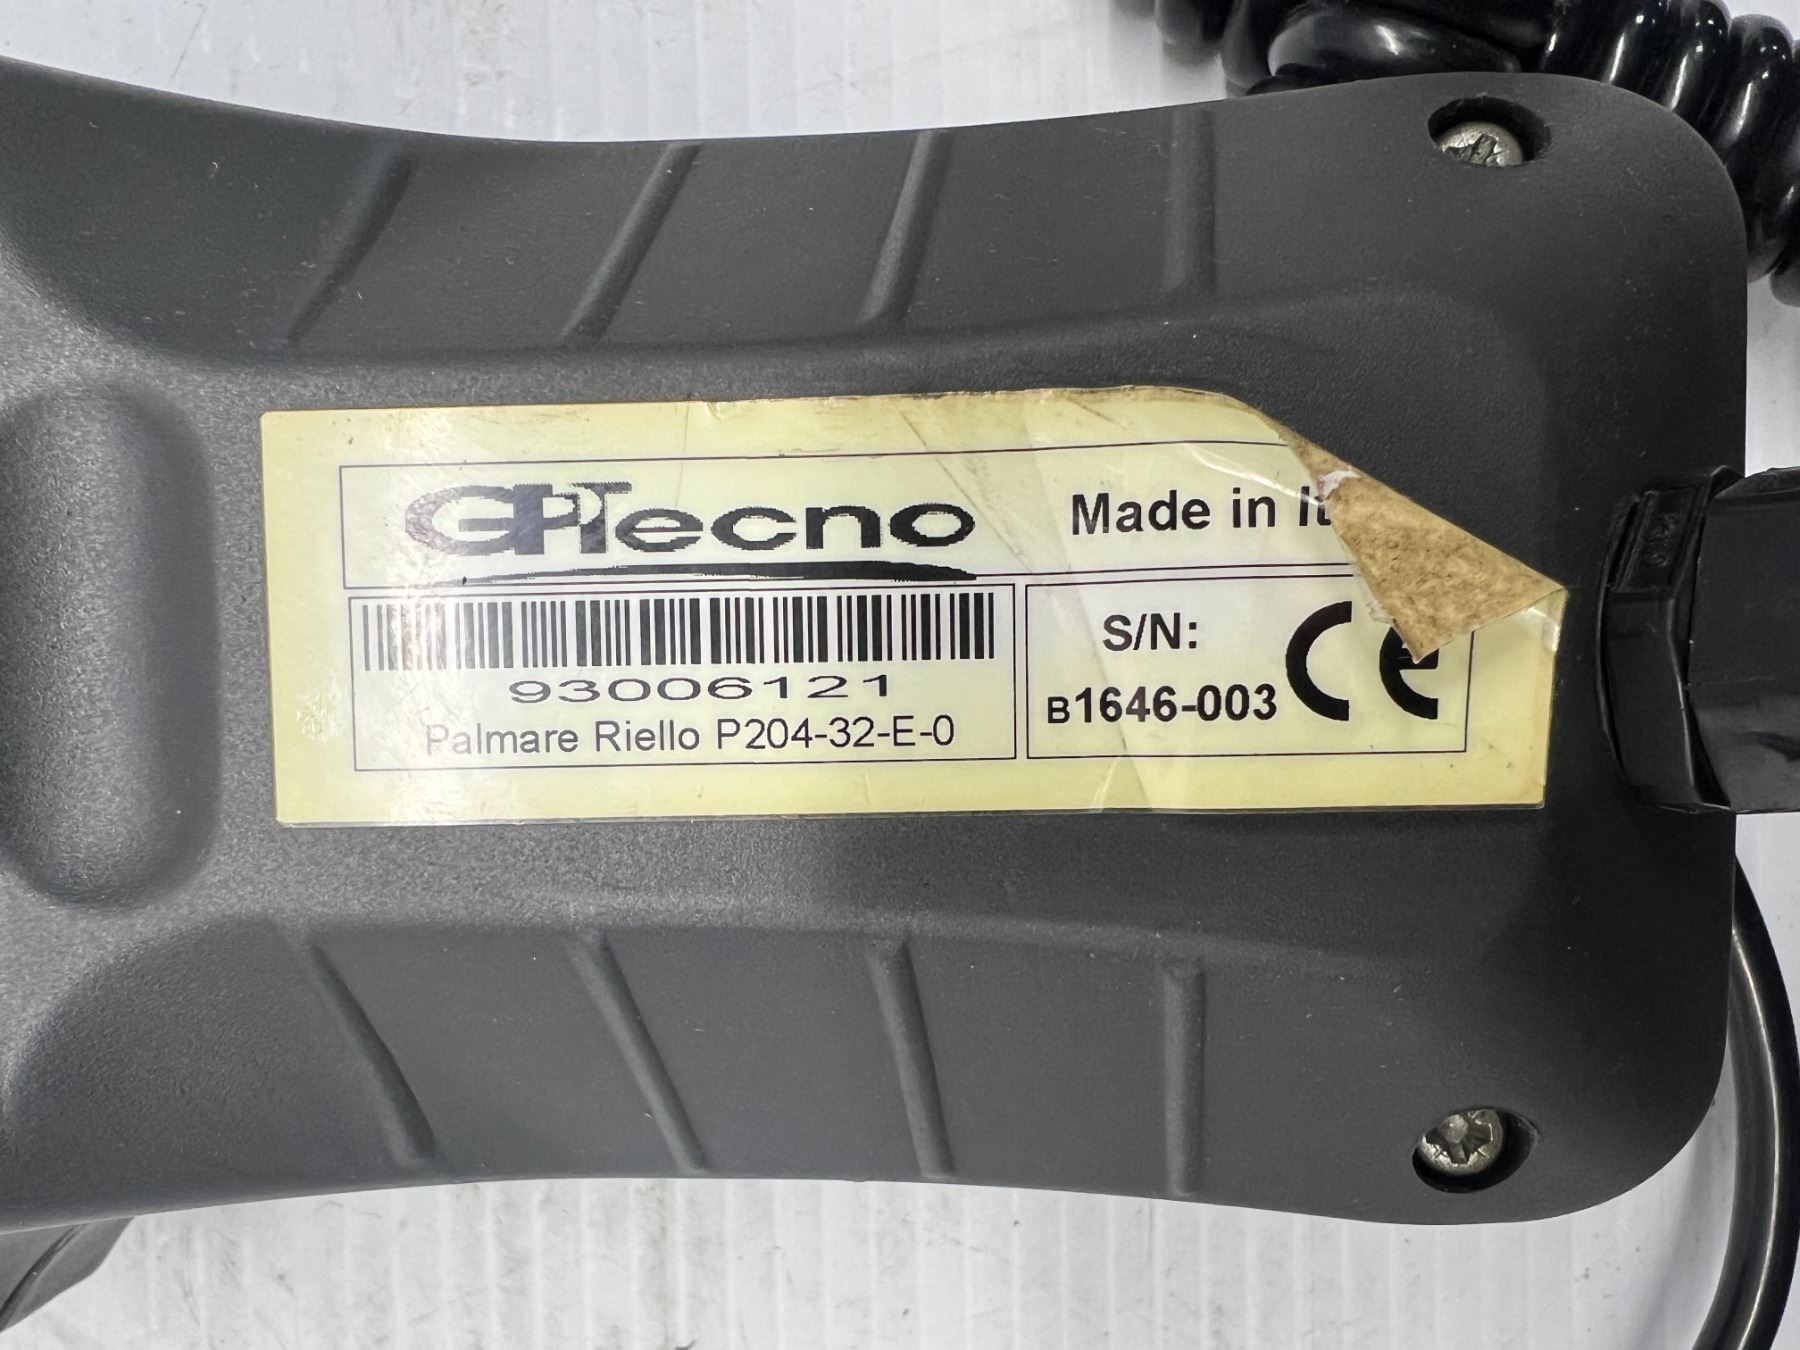 GPTecno
Made in It
93006121
Palmare Riello P204-32-E-0
S/N:
B1646-003
CE